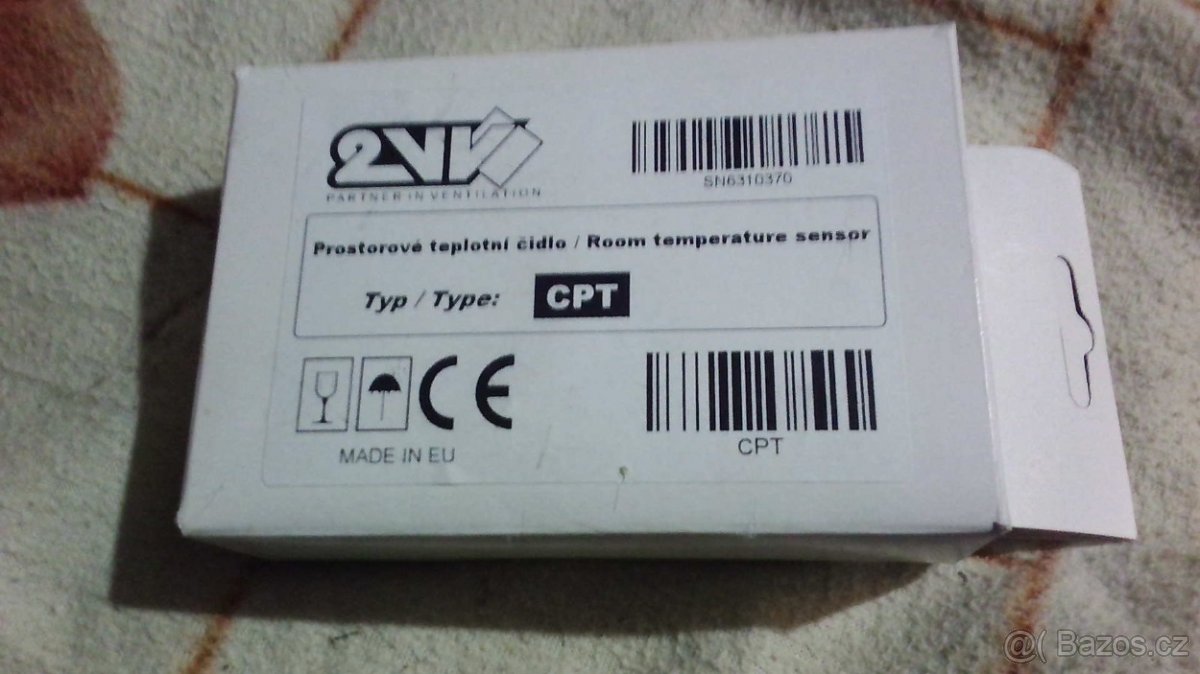 2VV
PARTNER IN VENTILATION
SN6310370
Prostorové teplotní čidlo / Room temperature sensor
Typ / Type: CPT
CE
MADE IN EU
CPT
@( Bazos.cz